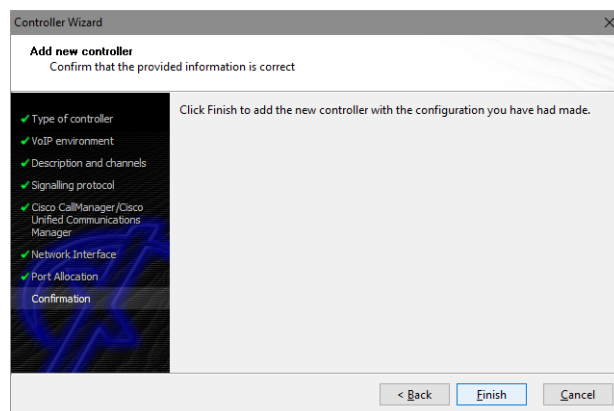 Controller Wizard
Add new controller
Confirm that the provided information is correct
Click Finish to add the new controller with the configuration you have had made.
Type of controller
VoIP environment
Description and channels
Signalling protocol
Cisco CallManager/Cisco
Unified Communications
Manager
Network Interface
Port Allocation
Confirmation
< Back
Finish
Cancel